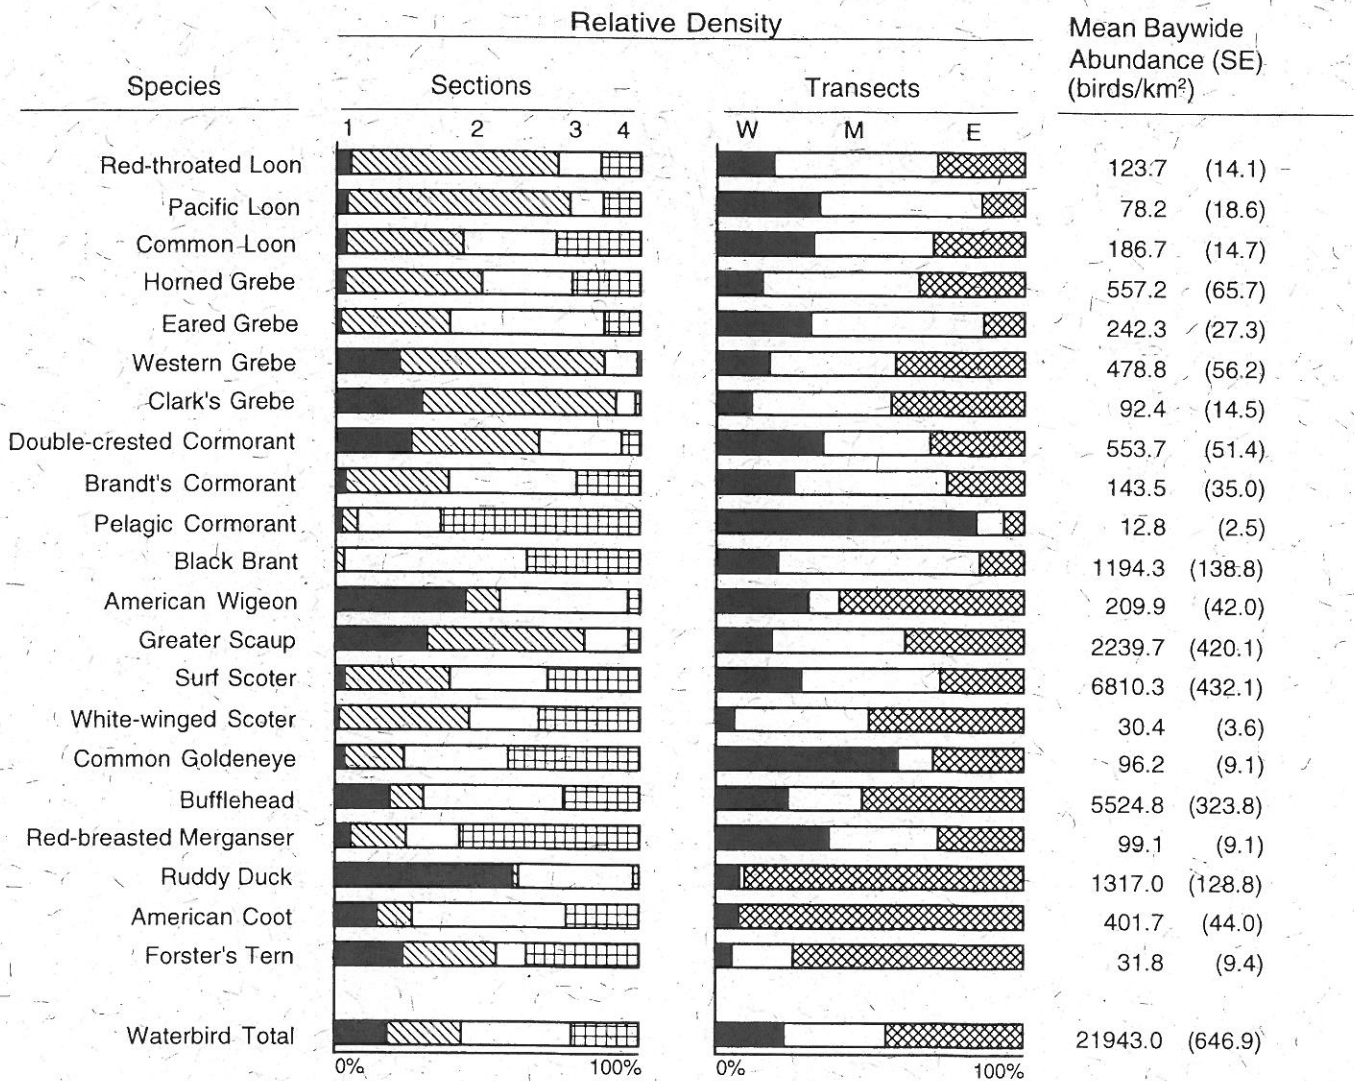 Relative Density
Mean Baywide
Abundance (SE)
(birds/km²)
Species Sections Transects
1 2 3 4 W M E
Red-throated Loon 123.7 (14.1)
Pacific Loon 78.2 (18.6)
Common Loon 186.7 (14.7)
Horned Grebe 557.2 (65.7)
Eared Grebe 242.3 (27.3)
Western Grebe 478.8 (56.2)
Clark's Grebe 92.4 (14.5)
Double-crested Cormorant 553.7 (51.4)
Brandt's Cormorant 143.5 (35.0)
Pelagic Cormorant 12.8 (2.5)
Black Brant 1194.3 (138.8)
American Wigeon 209.9 (42.0)
Greater Scaup 2239.7 (420.1)
Surf Scoter 6810.3 (432.1)
White-winged Scoter 30.4 (3.6)
Common Goldeneye 96.2 (9.1)
Bufflehead 5524.8 (323.8)
Red-breasted Merganser 99.1 (9.1)
Ruddy Duck 1317.0 (128.8)
American Coot 401.7 (44.0)
Forster's Tern 31.8 (9.4)
Waterbird Total 21943.0 (646.9)
0% 100% 0% 100%